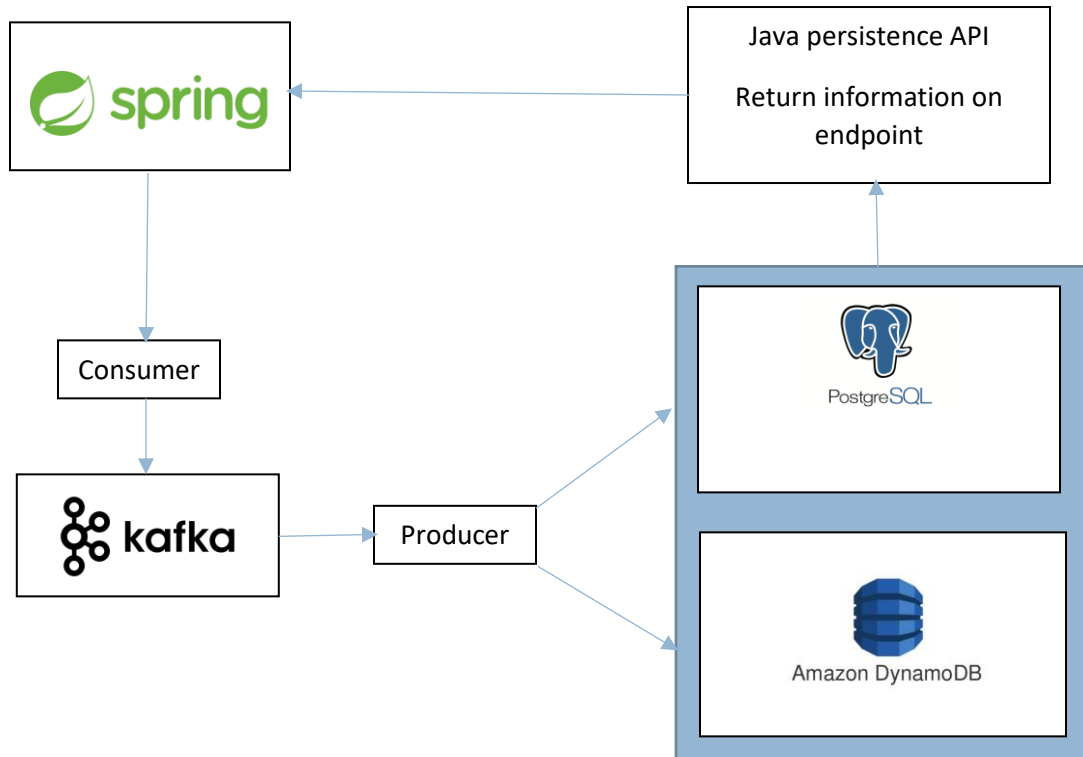 spring
Java persistence API
Return information on
endpoint
Consumer
kafka
Producer
PostgreSQL
Amazon DynamoDB